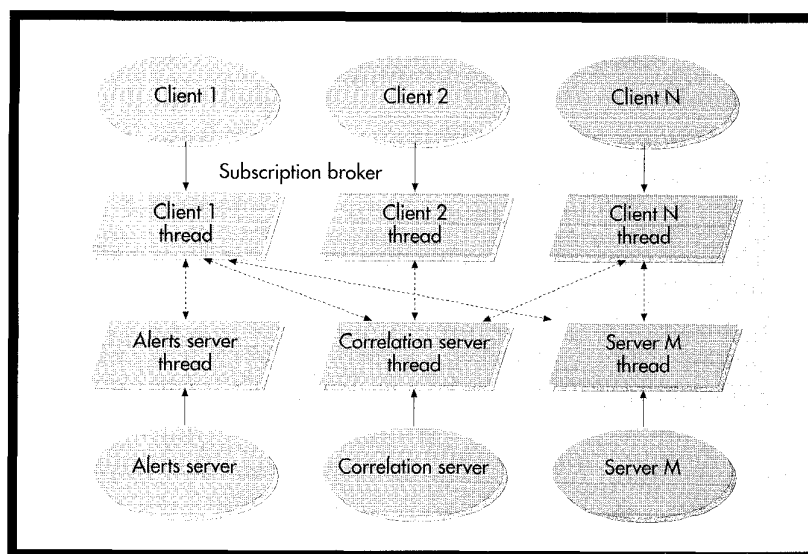 Client 1
Client 2
Client N
Subscription broker
Client 1
thread
Client 2
thread
Client N
thread
Alerts server
thread
Correlation server
thread
Server M
thread
Alerts server
Correlation server
Server M